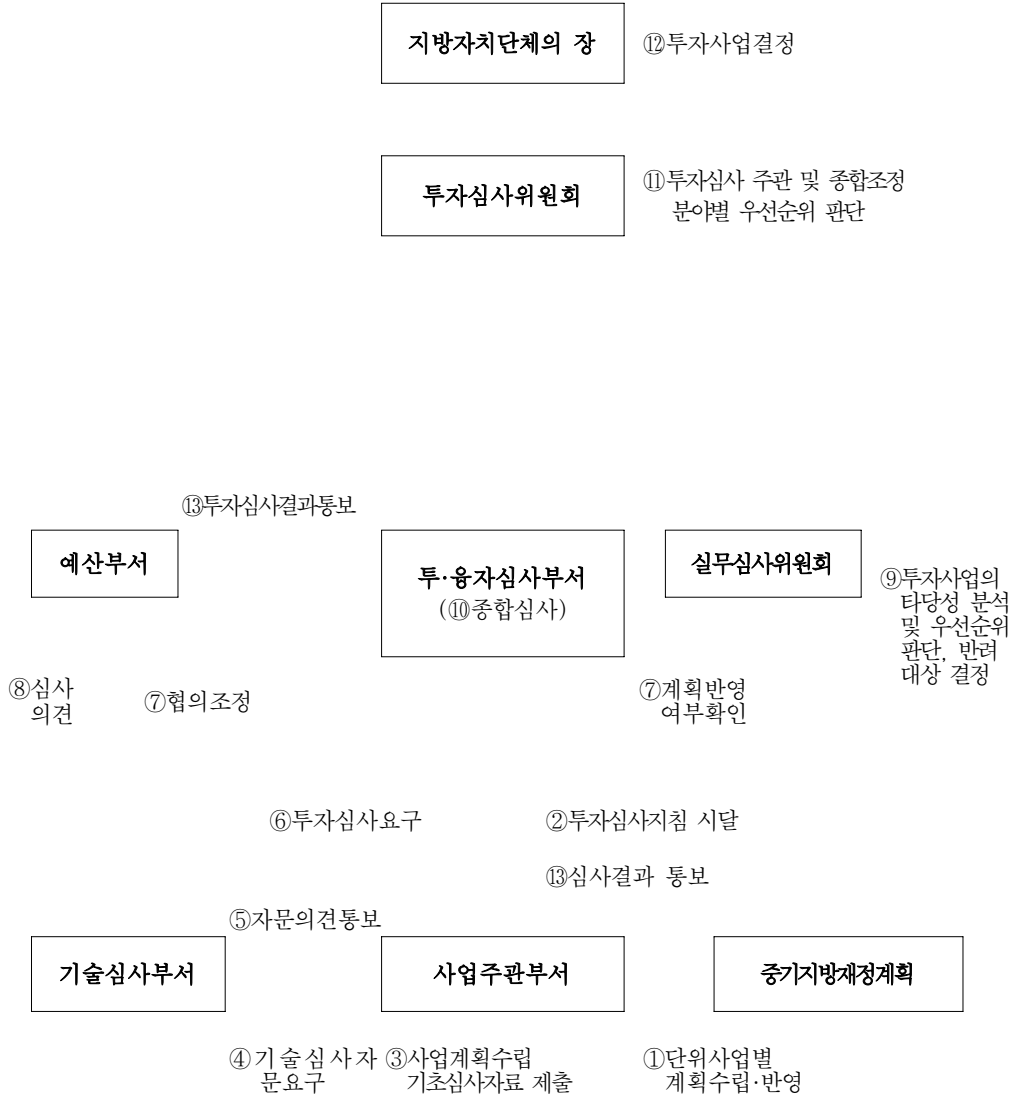 지방자치단체의 장
⑫투자사업결정
투자심사위원회
⑪투자심사 주관 및 종합조정
분야별 우선순위 판단
⑬투자심사결과통보
예산부서
투·융자심사부서
(⑩종합심사)
실무심사위원회
⑨투자사업의
타당성 분석
및 우선순위
판단, 반려
대상 결정
⑧심사
의견
⑦협의조정
⑦계획반영
여부확인
⑥투자심사요구
②투자심사지침 시달
⑬심사결과 통보
⑤자문의견통보
기술심사부서
사업주관부서
중기지방재정계획
④기술심사자
문요구
③사업계획수립
기초심사자료 제출
①단위사업별
계획수립·반영